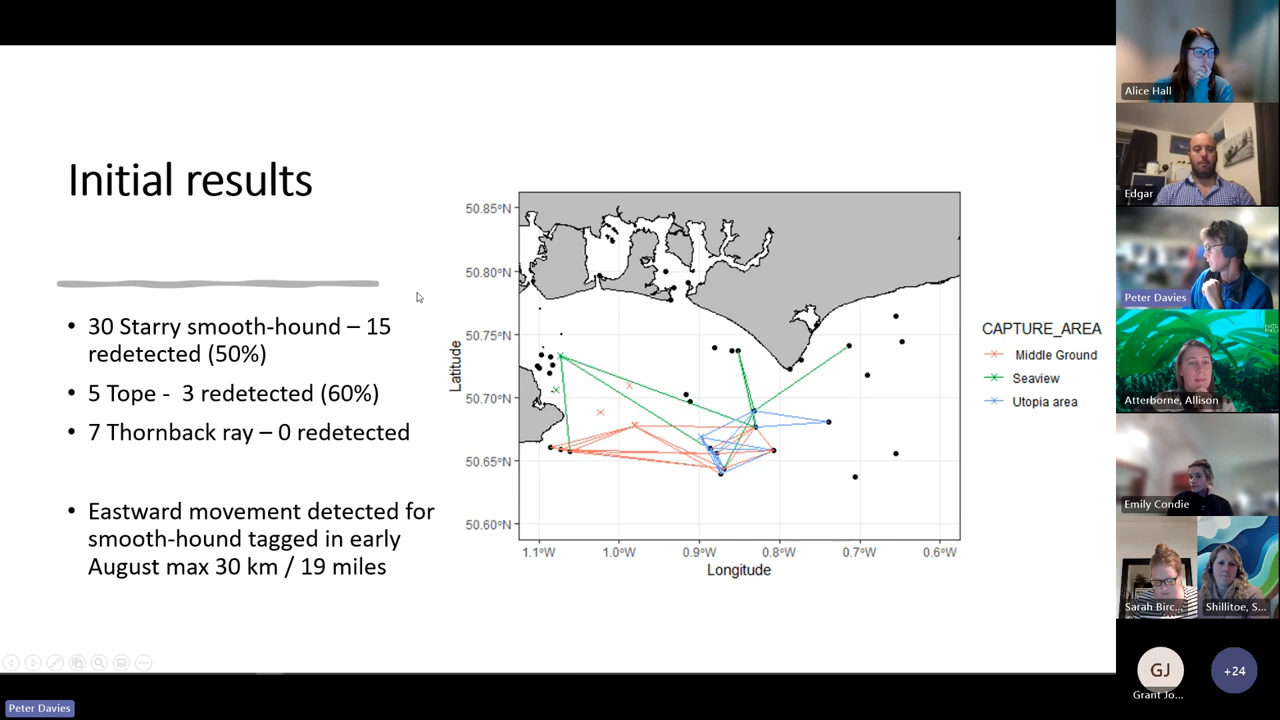 Initial results
• 30 Starry smooth-hound – 15
redetected (50%)
• 5 Tope -  3 redetected (60%)
• 7 Thornback ray – 0 redetected
• Eastward movement detected for
smooth-hound tagged in early
August max 30 km / 19 miles
50.85°N
50.80°N
50.75°N
50.70°N
50.65°N
50.60°N
Latitude
1.1°W 1.0°W 0.9°W 0.8°W 0.7°W 0.6°W
Longitude
CAPTURE_AREA
Middle Ground
Seaview
Utopia area
Alice Hall
Edgar
Peter Davies
Atterborne, Allison
Emily Condie
Sarah Birc...
Shillitoe, S...
GJ
Grant Jo...
+24
Peter Davies